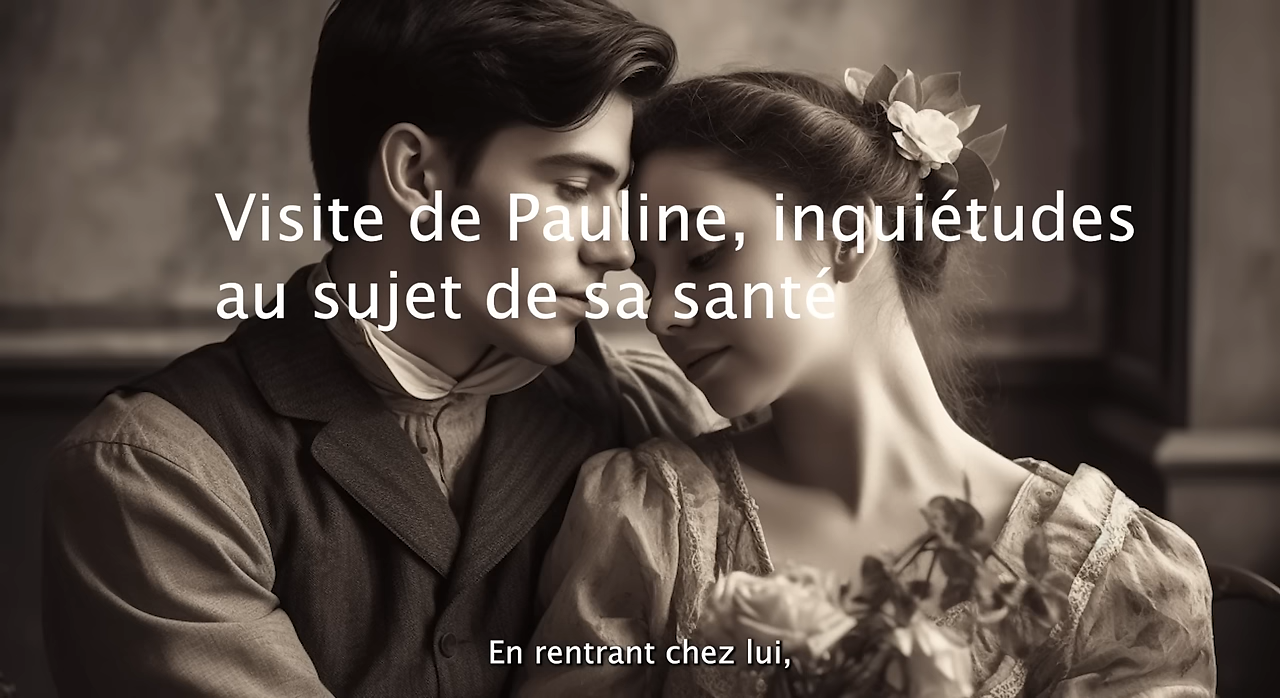 Visite de Pauline, inquiétudes
au sujet de sa santé
En rentrant chez lui,